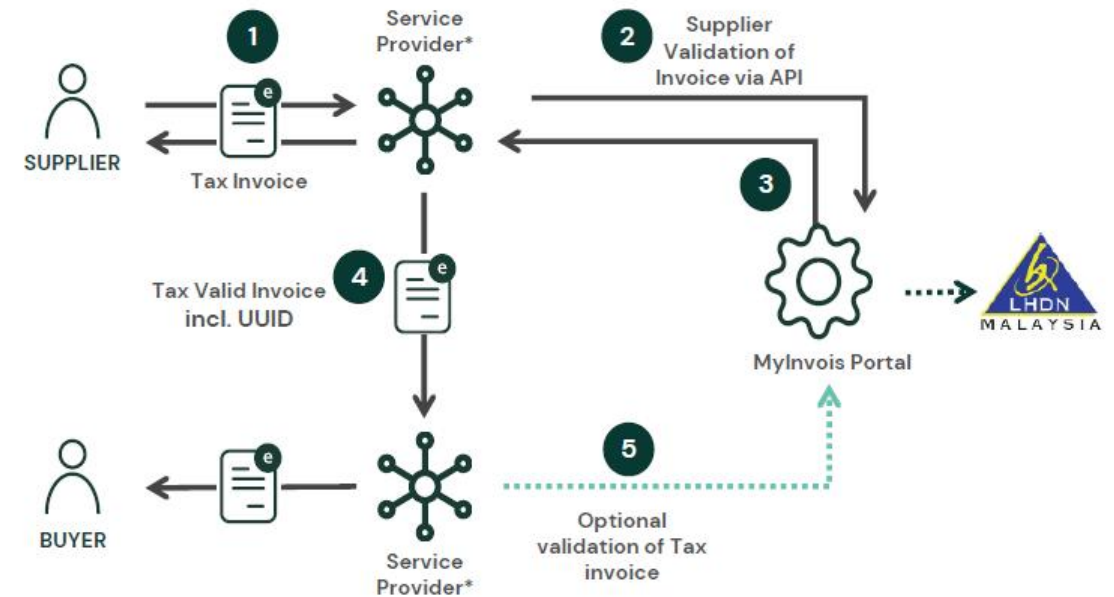 1
Service
Provider*
2
Supplier
Validation of
Invoice via API
e
SUPPLIER
Tax Invoice
3
4
e
Tax Valid Invoice
incl. UUID
LHDN
MALAYSIA
MyInvois Portal
e
5
BUYER
Optional
validation of Tax
invoice
Service
Provider*